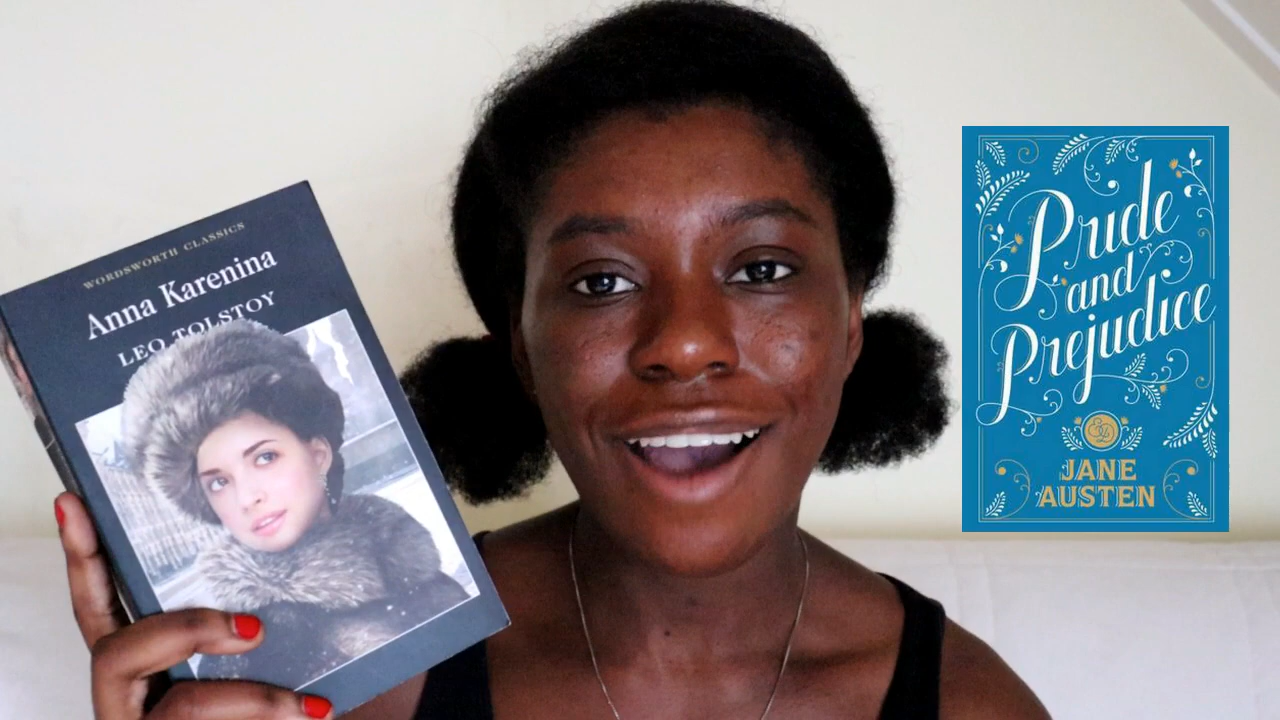 WORDSWORTH CLASSICS
Anna Karenina
LEO TOLSTOY
Pride
and
Prejudice
JANE
AUSTEN